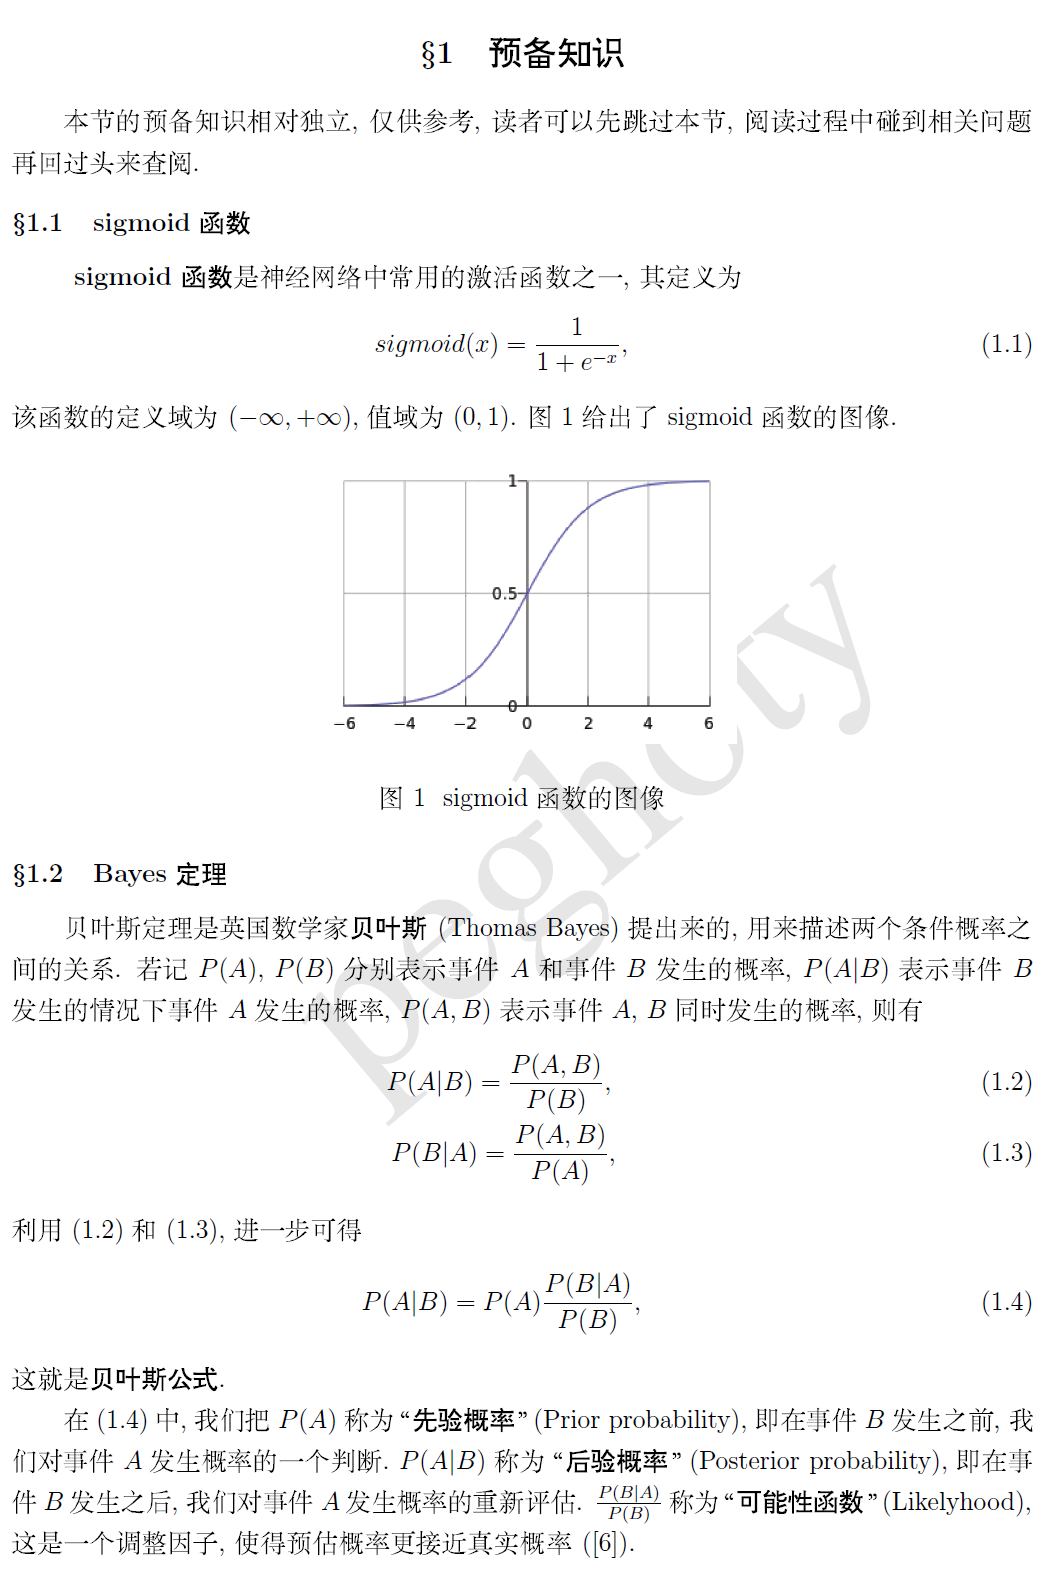 §1 预备知识
本节的预备知识相对独立, 仅供参考, 读者可以先跳过本节, 阅读过程中碰到相关问题
再回过头来查阅.
§1.1 sigmoid 函数
sigmoid 函数是神经网络中常用的激活函数之一, 其定义为
sigmoid(x) = \frac{1}{1 + e^{-x}}, (1.1)
该函数的定义域为 (−∞, +∞), 值域为 (0, 1). 图 1 给出了 sigmoid 函数的图像.
1
0.5
0
−6 −4 −2 0 2 4 6
图 1 sigmoid 函数的图像
§1.2 Bayes 定理
贝叶斯定理是英国数学家贝叶斯 (Thomas Bayes) 提出来的, 用来描述两个条件概率之
间的关系. 若记 P(A), P(B) 分别表示事件 A 和事件 B 发生的概率, P(A|B) 表示事件 B
发生的情况下事件 A 发生的概率, P(A, B) 表示事件 A, B 同时发生的概率, 则有
P(A|B) = \frac{P(A, B)}{P(B)}, (1.2)
P(B|A) = \frac{P(A, B)}{P(A)}, (1.3)
利用 (1.2) 和 (1.3), 进一步可得
P(A|B) = P(A)\frac{P(B|A)}{P(B)}, (1.4)
这就是贝叶斯公式.
在 (1.4) 中, 我们把 P(A) 称为 “先验概率” (Prior probability), 即在事件 B 发生之前, 我
们对事件 A 发生概率的一个判断. P(A|B) 称为 “后验概率” (Posterior probability), 即在事
件 B 发生之后, 我们对事件 A 发生概率的重新评估. \frac{P(B|A)}{P(B)} 称为 “可能性函数” (Likelyhood),
这是一个调整因子, 使得预估概率更接近真实概率 ([6]).
peghoty